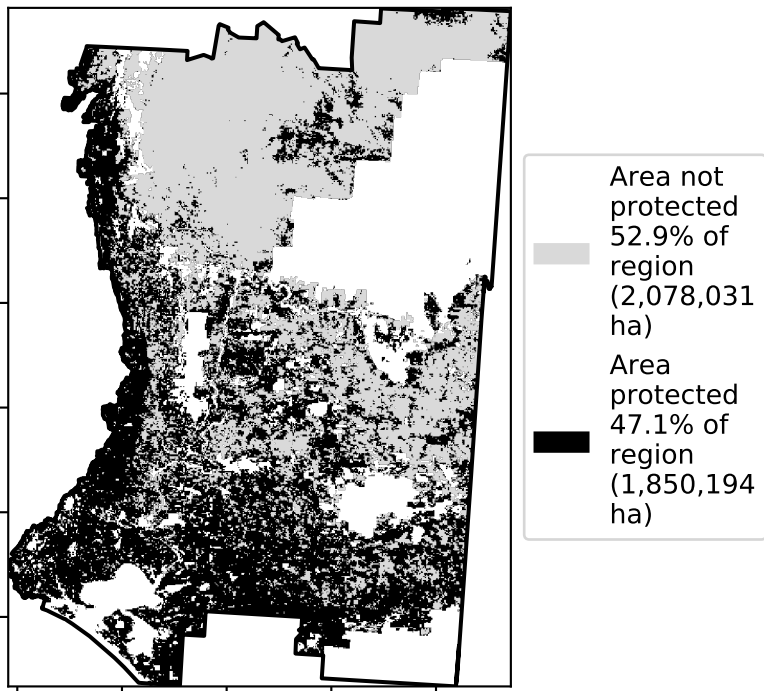 Area not
protected
52.9% of
region
(2,078,031
ha)
Area
protected
47.1% of
region
(1,850,194
ha)